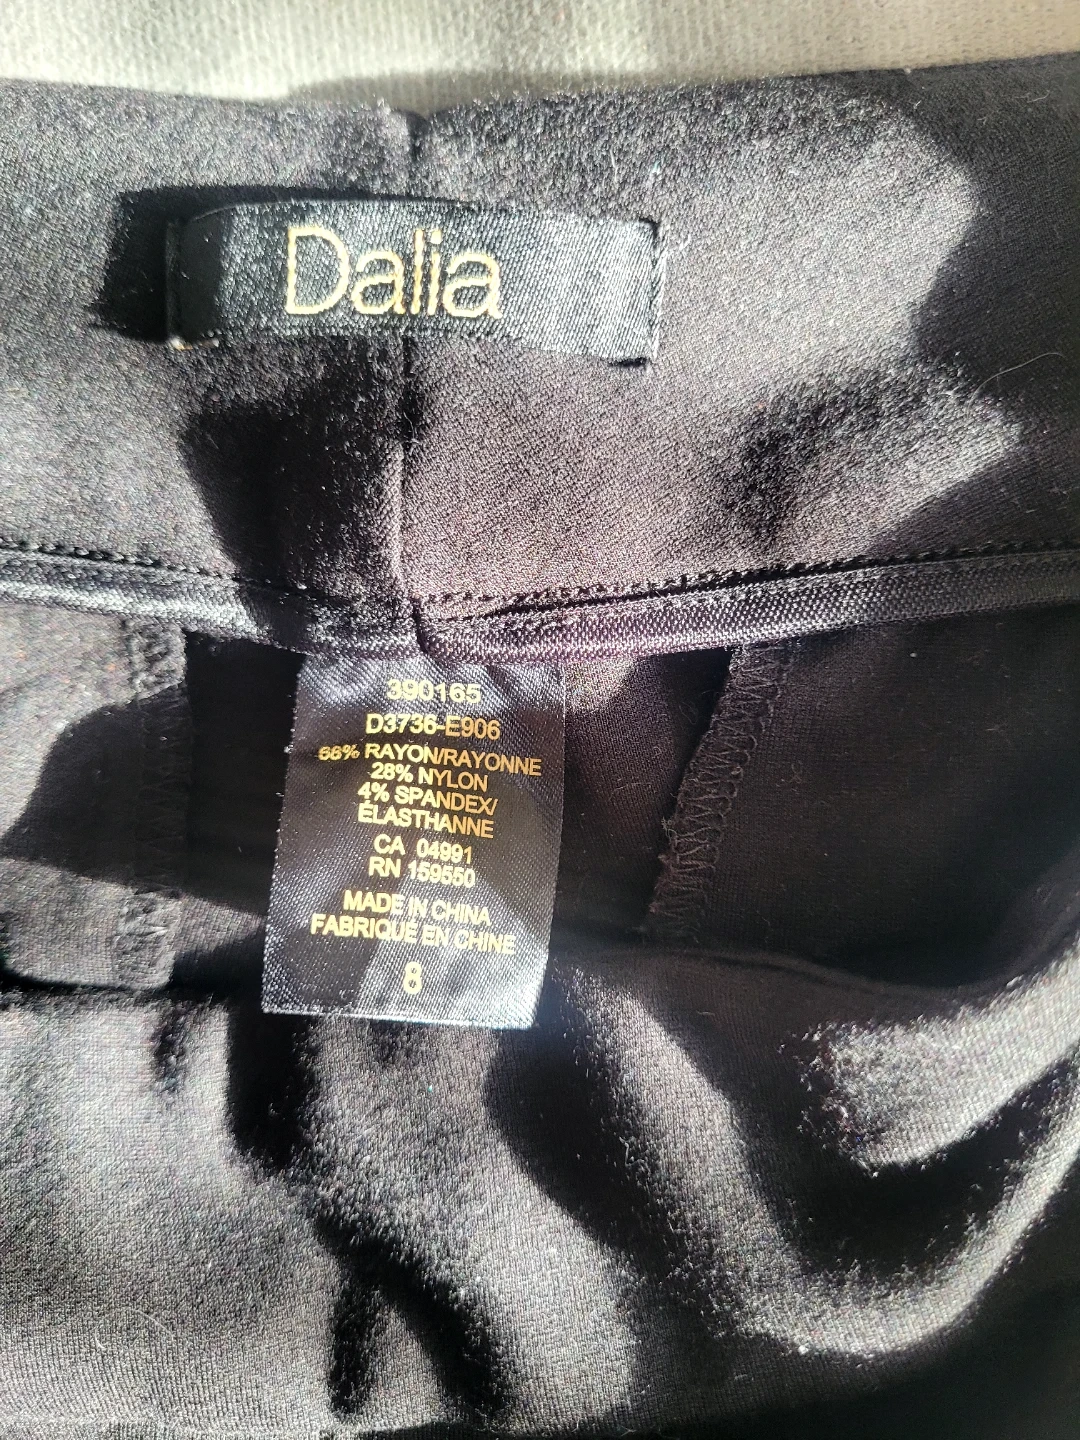 Dalia
390165
D3736-E906
68% RAYON/RAYONNE
28% NYLON
4% SPANDEX/
ÉLASTHANNE
CA 04991
RN 159550
MADE IN CHINA
FABRIQUÉ EN CHINE
8